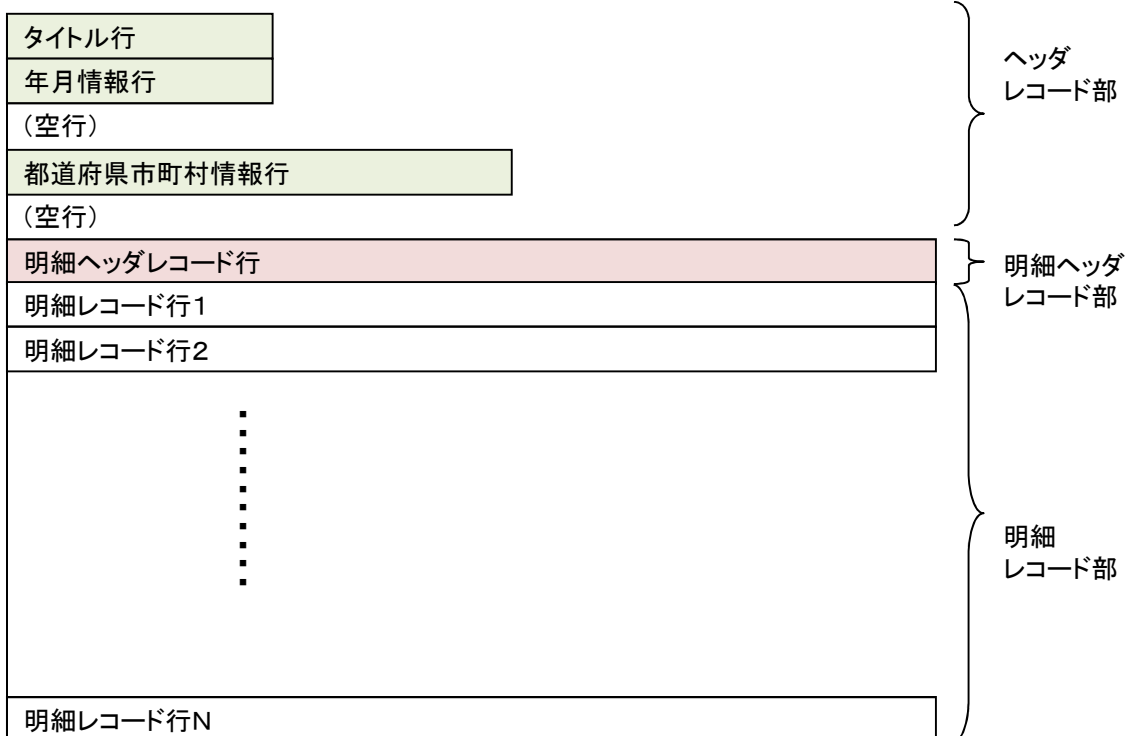 タイトル行
年月情報行
(空行)
都道府県市町村情報行
(空行)
明細ヘッダレコード行
明細レコード行1
明細レコード行2
明細レコード行N
ヘッダ
レコード部
明細ヘッダ
レコード部
明細
レコード部